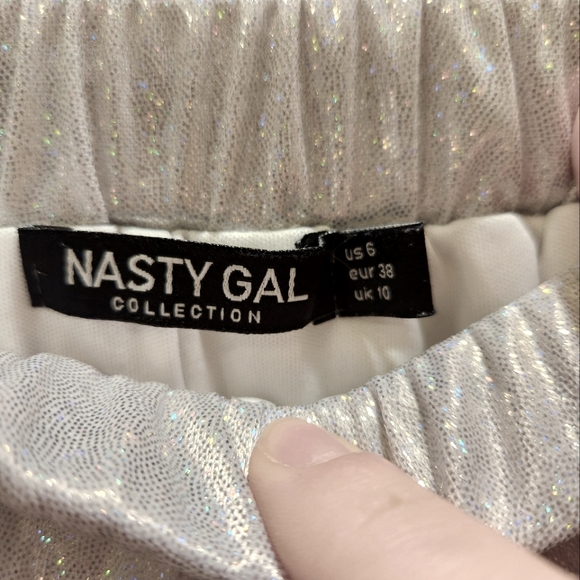 NASTY GAL
COLLECTION
us 6
eur 38
uk 10